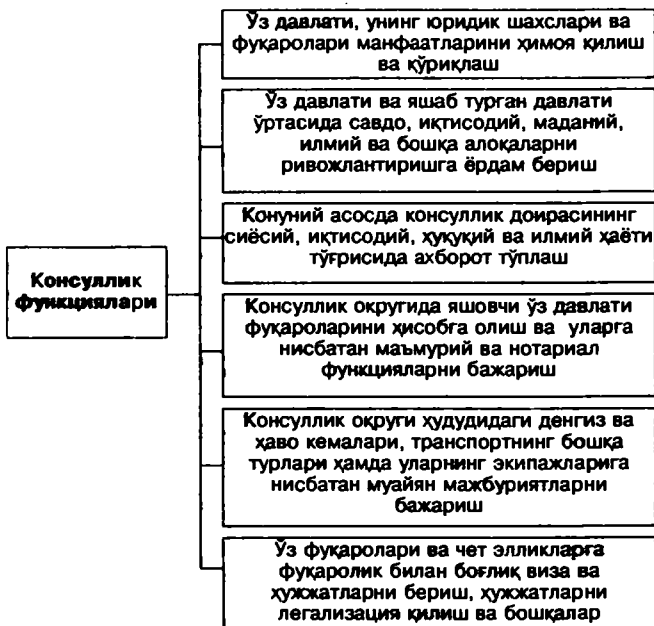 Ўз давлати, унинг юридик шахслари ва
фуқаролари манфаатларини ҳимоя қилиш
ва қўриқлаш
Ўз давлати ва яшаб турган давлати
ўртасида савдо, иқтисодий, маданий,
илмий ва бошқа алоқаларни
ривожлантиришга ёрдам бериш
Конуний асосда консуллик доирасининг
сиёсий, иқтисодий, ҳуқуқий ва илмий ҳаёти
тўғрисида ахборот тўплаш
Консуллик
функциялари
Консуллик округида яшовчи ўз давлати
фуқароларини ҳисобга олиш ва уларга
нисбатан маъмурий ва нотариал
функцияларни бажариш
Консуллик округи ҳудудидаги денгиз ва
ҳаво кемалари, транспортнинг бошқа
турлари ҳамда уларнинг экипажларига
нисбатан муайян мажбуриятларни
бажариш
Ўз фуқаролари ва чет элликларга
фуқаролик билан боғлиқ виза ва
ҳужжатларни бериш, ҳужжатларни
легализация қилиш ва бошқалар